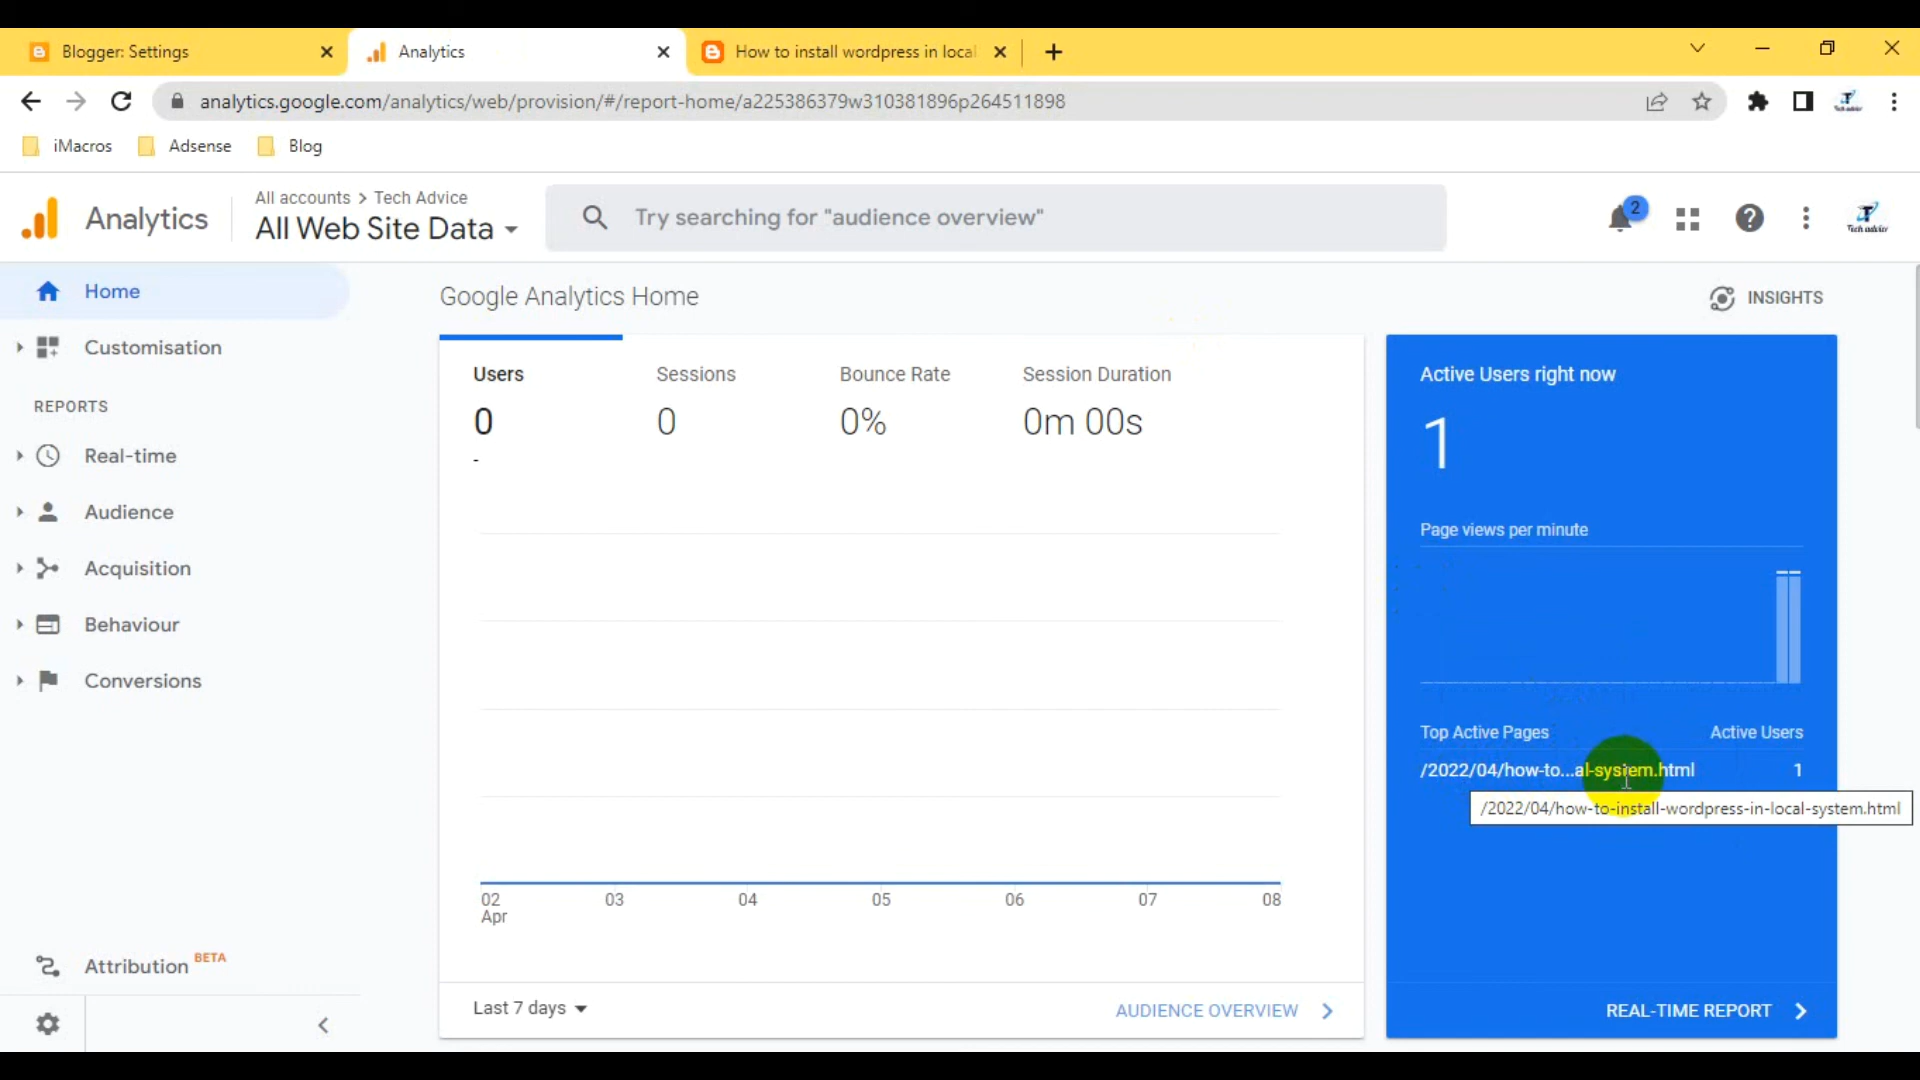 Blogger: Settings
Analytics
How to install wordpress in local
analytics.google.com/analytics/web/provision/#/report-home/a225386379w310381896p264511898
iMacros
Adsense
Blog
Analytics
All accounts > Tech Advice
All Web Site Data
Try searching for "audience overview"
2
Tech advice
Home
Customisation
REPORTS
Real-time
Audience
Acquisition
Behaviour
Conversions
Attribution BETA
Google Analytics Home
INSIGHTS
Users
0
-
Sessions
0
Bounce Rate
0%
Session Duration
0m 00s
02
Apr
03
04
05
06
07
08
Last 7 days
AUDIENCE OVERVIEW
Active Users right now
1
Page views per minute
Top Active Pages
Active Users
/2022/04/how-to...al-system.html
1
/2022/04/how-to-install-wordpress-in-local-system.html
REAL-TIME REPORT